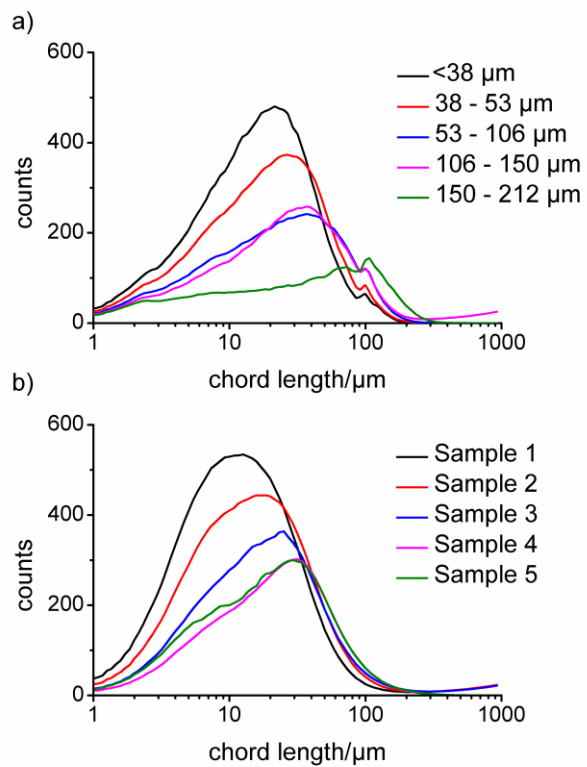 a)
600
400
200
0
counts
<38 µm
38 - 53 µm
53 - 106 µm
106 - 150 µm
150 - 212 µm
1 10 100 1000
chord length/µm
b)
600
400
200
0
counts
Sample 1
Sample 2
Sample 3
Sample 4
Sample 5
1 10 100 1000
chord length/µm